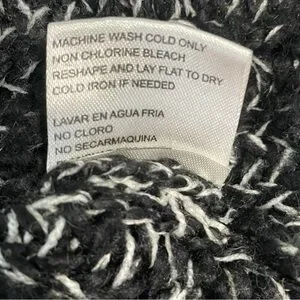 MACHINE WASH COLD ONLY
NON CHLORINE BLEACH
RESHAPE AND LAY FLAT TO DRY
COLD IRON IF NEEDED
LAVAR EN AGUA FRIA
NO CLORO
NO SECARMAQUINA